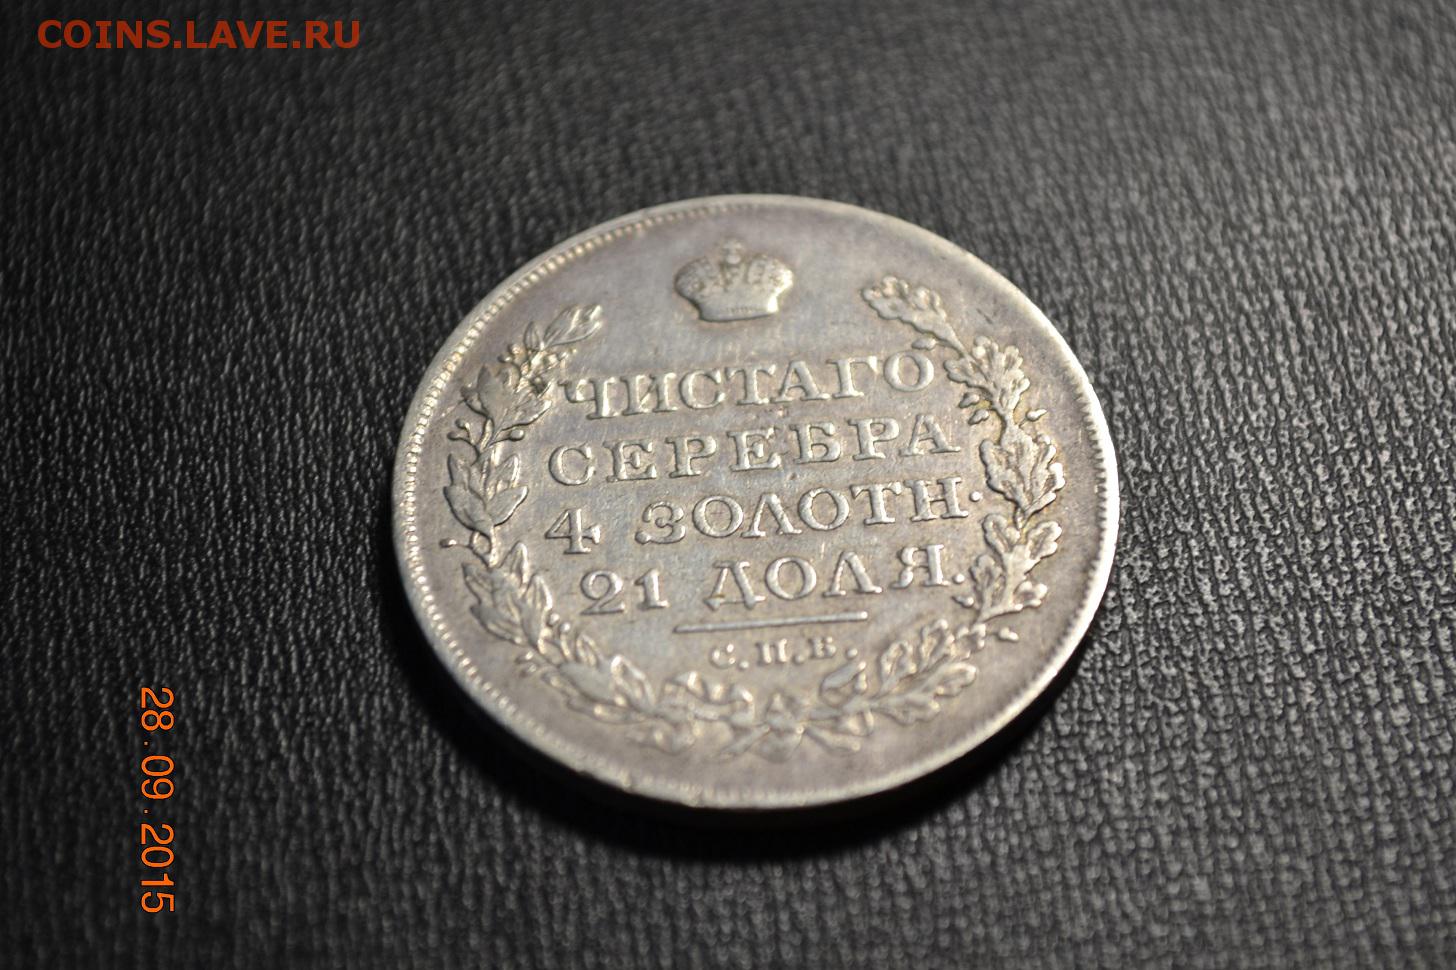 COINS.LAVE.RU
ЧИСТАГО
СЕРЕБРА
4 ЗОЛОТН.
21 ДОЛЯ.
С.П.Б.
28.09.2015